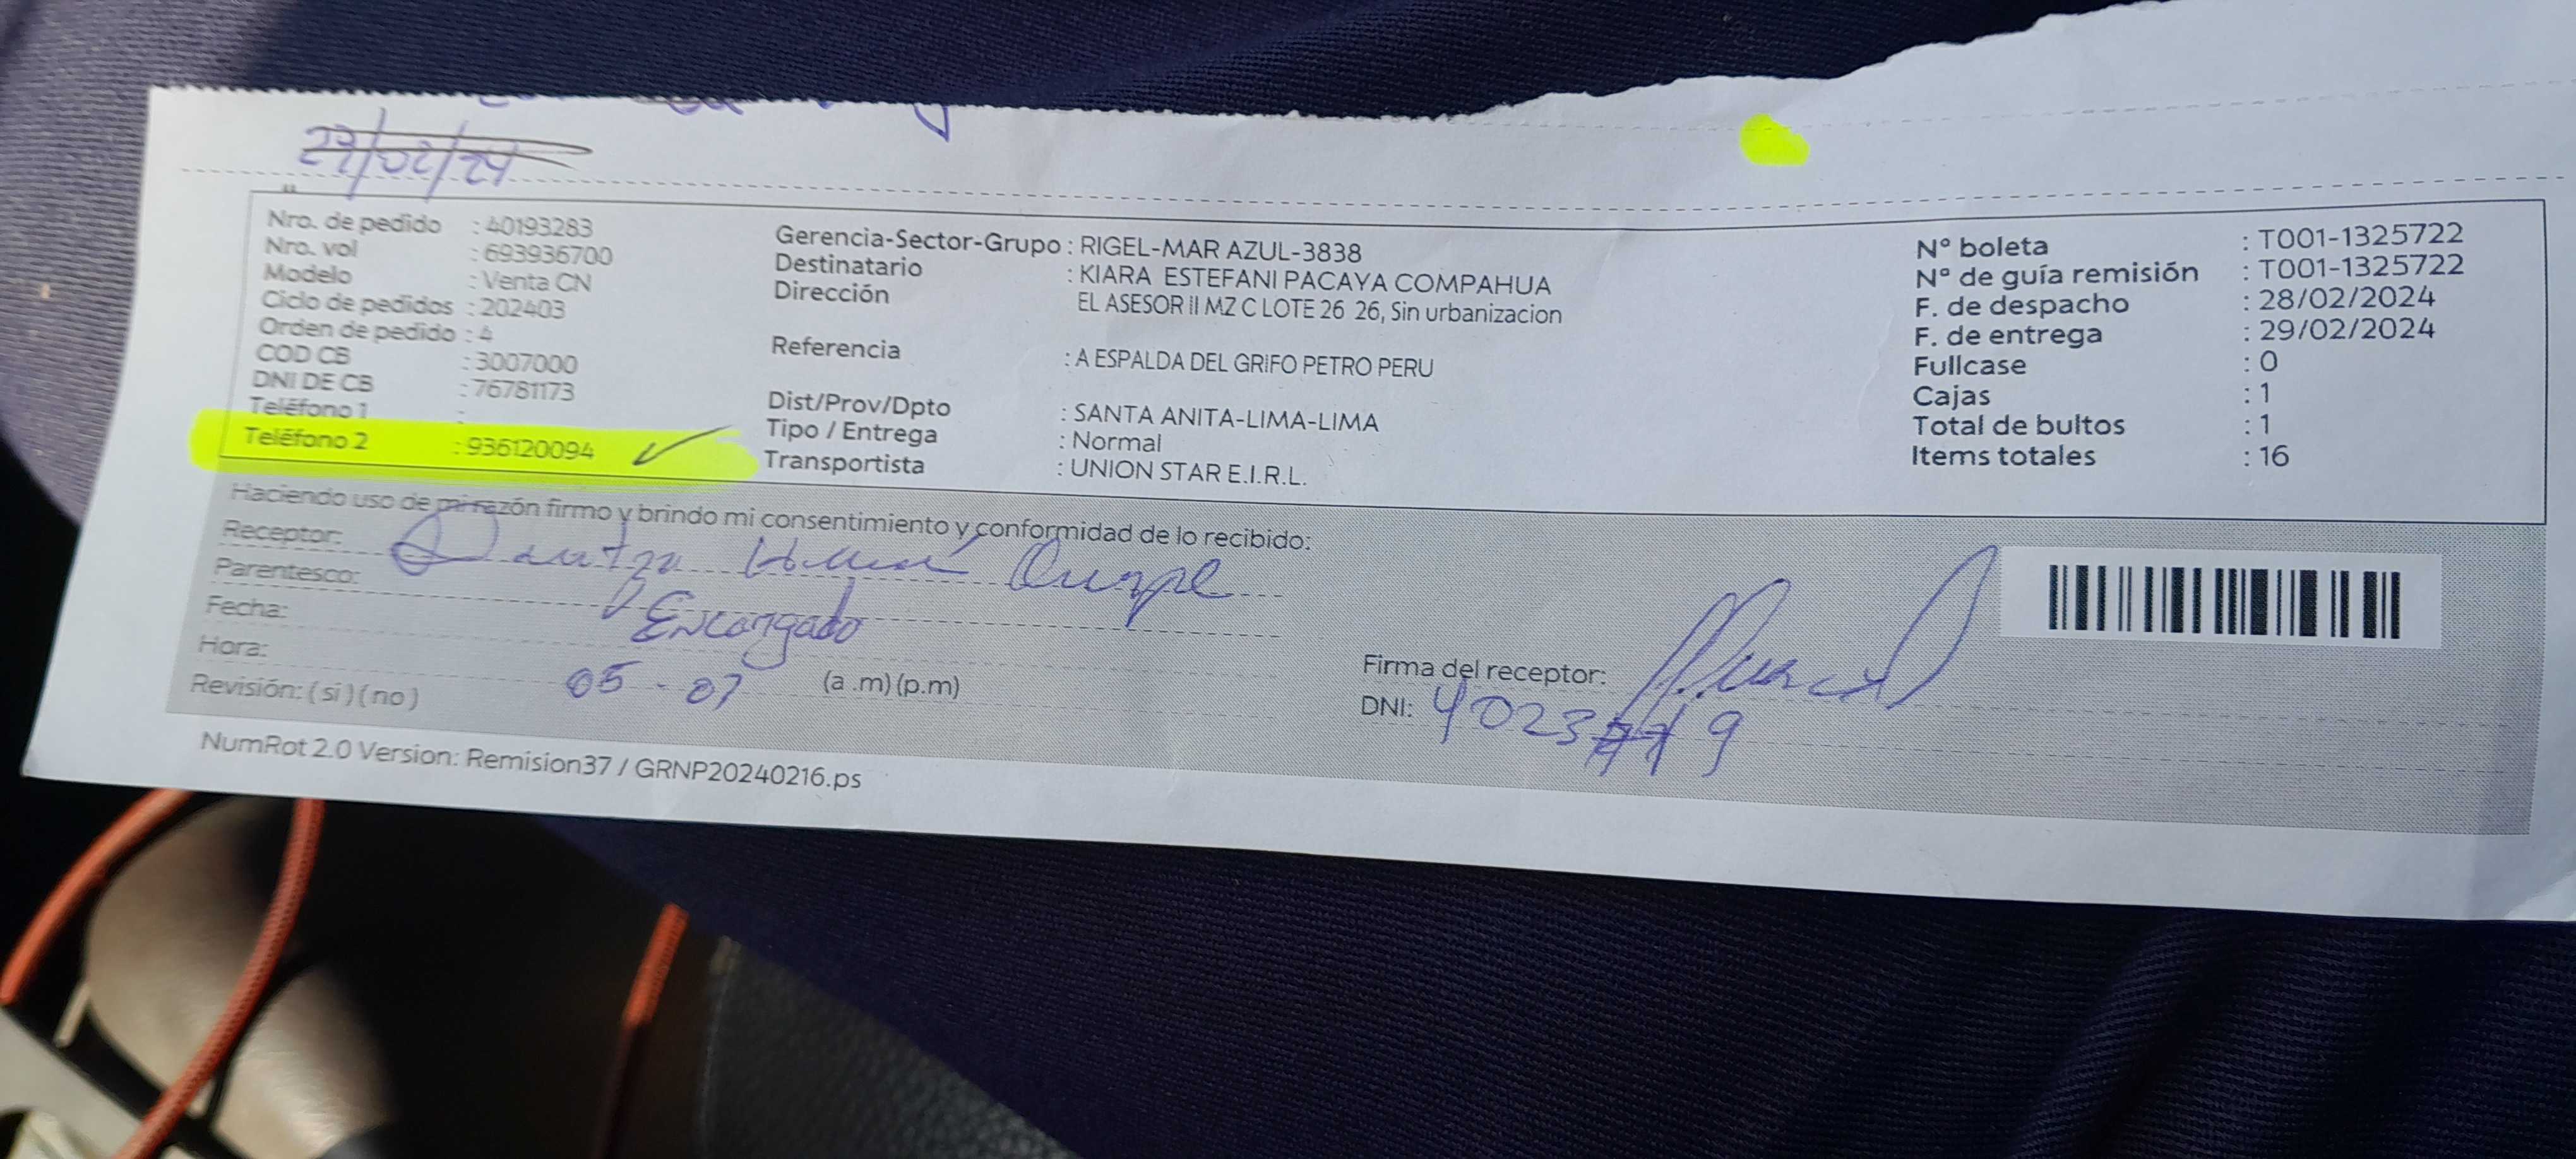 27/02/24
Nro. de pedido : 40193283
Nro. vol : 693936700
Modelo : Venta CN
Ciclo de pedidos : 202403
Orden de pedido : 4
COD CB : 3007000
DNI DE CB : 76781173
Teléfono 1 :
Teléfono 2 : 936120094
Gerencia-Sector-Grupo : RIGEL-MAR AZUL-3838
Destinatario : KIARA ESTEFANI PACAYA COMPAHUA
Dirección EL ASESOR II MZ C LOTE 26 26, Sin urbanizacion
Referencia : A ESPALDA DEL GRIFO PETRO PERU
Dist/Prov/Dpto : SANTA ANITA-LIMA-LIMA
Tipo / Entrega : Normal
Transportista : UNION STAR E.I.R.L.
N° boleta : T001-1325722
N° de guía remisión : T001-1325722
F. de despacho : 28/02/2024
F. de entrega : 29/02/2024
Fullcase : 0
Cajas : 1
Total de bultos : 1
Items totales : 16
Haciendo uso de mi razón firmo y brindo mi consentimiento y conformidad de lo recibido:
Receptor:
Parentesco: Encargado
Fecha:
Hora: 05-07 (a .m) (p.m)
Revisión: ( si ) ( no )
Firma del receptor:
DNI:
NumRot 2.0 Version: Remision37 / GRNP20240216.ps